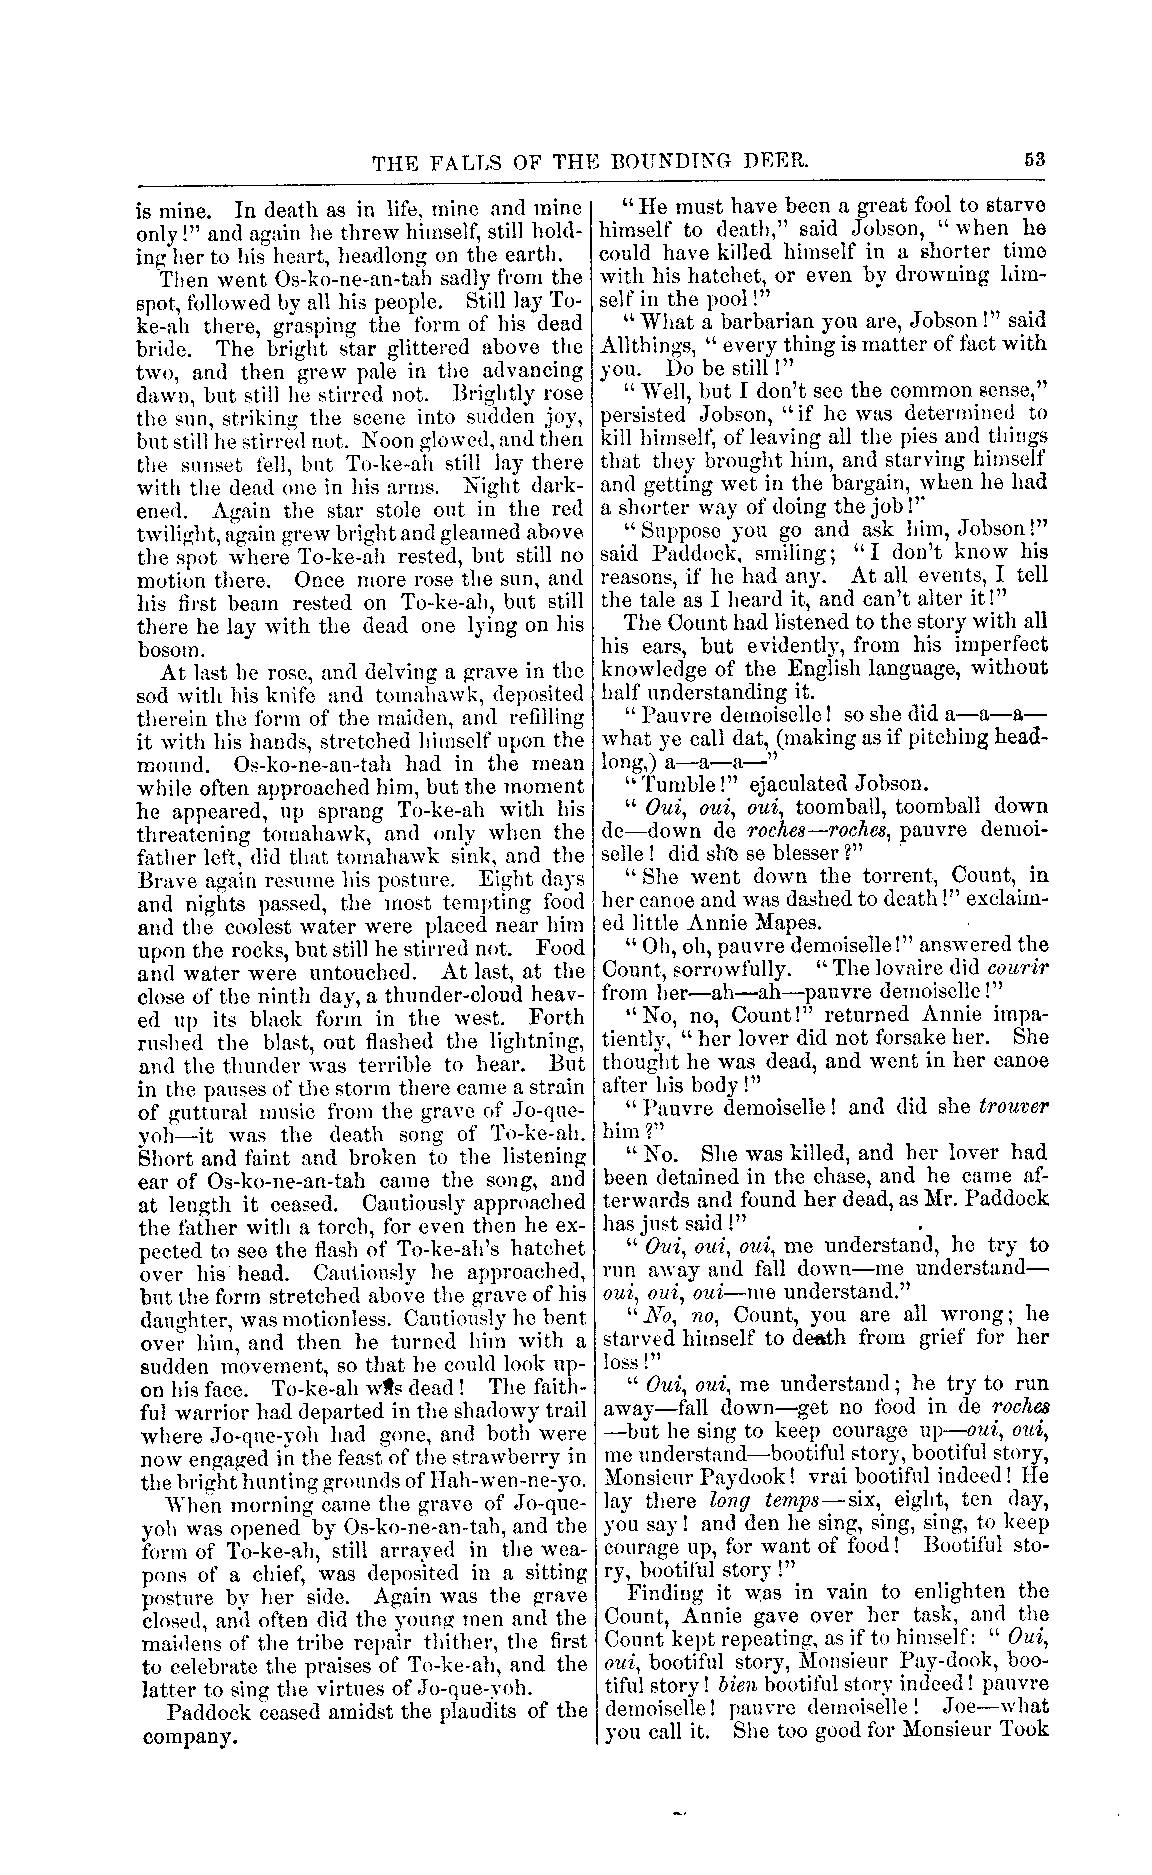 THE FALLS OF THE BOUNDING DEER. 53
is mine. In death as in life, mine and mine
only!" and again he threw himself, still hold-
ing her to his heart, headlong on the earth.
Then went Os-ko-ne-an-tah sadly from the
spot, followed by all his people. Still lay To-
ke-ah there, grasping the form of his dead
bride. The bright star glittered above the
two, and then grew pale in the advancing
dawn, but still he stirred not. Brightly rose
the sun, striking the scene into sudden joy,
but still he stirred not. Noon glowed, and then
the sunset fell, but To-ke-ah still lay there
with the dead one in his arms. Night dark-
ened. Again the star stole out in the red
twilight, again grew bright and gleamed above
the spot where To-ke-ah rested, but still no
motion there. Once more rose the sun, and
his first beam rested on To-ke-ah, but still
there he lay with the dead one lying on his
bosom.
At last he rose, and delving a grave in the
sod with his knife and tomahawk, deposited
therein the form of the maiden, and refilling
it with his hands, stretched himself upon the
mound. Os-ko-ne-an-tah had in the mean
while often approached him, but the moment
he appeared, up sprang To-ke-ah with his
threatening tomahawk, and only when the
father left, did that tomahawk sink, and the
Brave again resume his posture. Eight days
and nights passed, the most tempting food
and the coolest water were placed near him
upon the rocks, but still he stirred not. Food
and water were untouched. At last, at the
close of the ninth day, a thunder-cloud heav-
ed up its black form in the west. Forth
rushed the blast, out flashed the lightning,
and the thunder was terrible to hear. But
in the pauses of the storm there came a strain
of guttural music from the grave of Jo-que-
yoh—it was the death song of To-ke-ah.
Short and faint and broken to the listening
ear of Os-ko-ne-an-tah came the song, and
at length it ceased. Cautiously approached
the father with a torch, for even then he ex-
pected to see the flash of To-ke-ah's hatchet
over his head. Cautiously he approached,
but the form stretched above the grave of his
daughter, was motionless. Cautiously he bent
over him, and then he turned him with a
sudden movement, so that he could look up-
on his face. To-ke-ah was dead! The faith-
ful warrior had departed in the shadowy trail
where Jo-que-yoh had gone, and both were
now engaged in the feast of the strawberry in
the bright hunting grounds of Hah-wen-ne-yo.
When morning came the grave of Jo-que-
yoh was opened by Os-ko-ne-an-tah, and the
form of To-ke-ah, still arrayed in the wea-
pons of a chief, was deposited in a sitting
posture by her side. Again was the grave
closed, and often did the young men and the
maidens of the tribe repair thither, the first
to celebrate the praises of To-ke-ah, and the
latter to sing the virtues of Jo-que-yoh.
Paddock ceased amidst the plaudits of the
company.
"He must have been a great fool to starve
himself to death," said Jobson, "when he
could have killed himself in a shorter time
with his hatchet, or even by drowning him-
self in the pool!"
"What a barbarian you are, Jobson!" said
Allthings, "every thing is matter of fact with
you. Do be still!"
"Well, but I don't see the common sense,"
persisted Jobson, "if he was determined to
kill himself, of leaving all the pies and things
that they brought him, and starving himself
and getting wet in the bargain, when he had
a shorter way of doing the job!"
"Suppose you go and ask him, Jobson!"
said Paddock, smiling; "I don't know his
reasons, if he had any. At all events, I tell
the tale as I heard it, and can't alter it!"
The Count had listened to the story with all
his ears, but evidently, from his imperfect
knowledge of the English language, without
half understanding it.
"Pauvre demoiselle! so she did a—a—a—
what ye call dat, (making as if pitching head-
long,) a—a—a—"
"Tumble!" ejaculated Jobson.
"Oui, oui, oui, toomball, toomball down
de—down de roches—roches, pauvre demoi-
selle! did she se blesser?"
"She went down the torrent, Count, in
her canoe and was dashed to death!" exclaim-
ed little Annie Mapes.
"Oh, oh, pauvre demoiselle!" answered the
Count, sorrowfully. "The lovaire did courir
from her—ah—ah—pauvre demoiselle!"
"No, no, Count!" returned Annie impa-
tiently, "her lover did not forsake her. She
thought he was dead, and went in her canoe
after his body!"
"Pauvre demoiselle! and did she trouver
him?"
"No. She was killed, and her lover had
been detained in the chase, and he came af-
terwards and found her dead, as Mr. Paddock
has just said!"
"Oui, oui, oui, me understand, he try to
run away and fall down—me understand—
oui, oui, oui—me understand."
"No, no, Count, you are all wrong; he
starved himself to death from grief for her
loss!"
"Oui, oui, me understand; he try to run
away—fall down—get no food in de roches
—but he sing to keep courage up—oui, oui,
me understand—bootiful story, bootiful story,
Monsieur Paydook! vrai bootiful indeed! He
lay there long temps—six, eight, ten day,
you say! and den he sing, sing, sing, to keep
courage up, for want of food! Bootiful sto-
ry, bootiful story!"
Finding it was in vain to enlighten the
Count, Annie gave over her task, and the
Count kept repeating, as if to himself: "Oui,
oui, bootiful story, Monsieur Pay-dook, boo-
tiful story! bien bootiful story indeed! pauvre
demoiselle! pauvre demoiselle! Joe—what
you call it. She too good for Monsieur Took